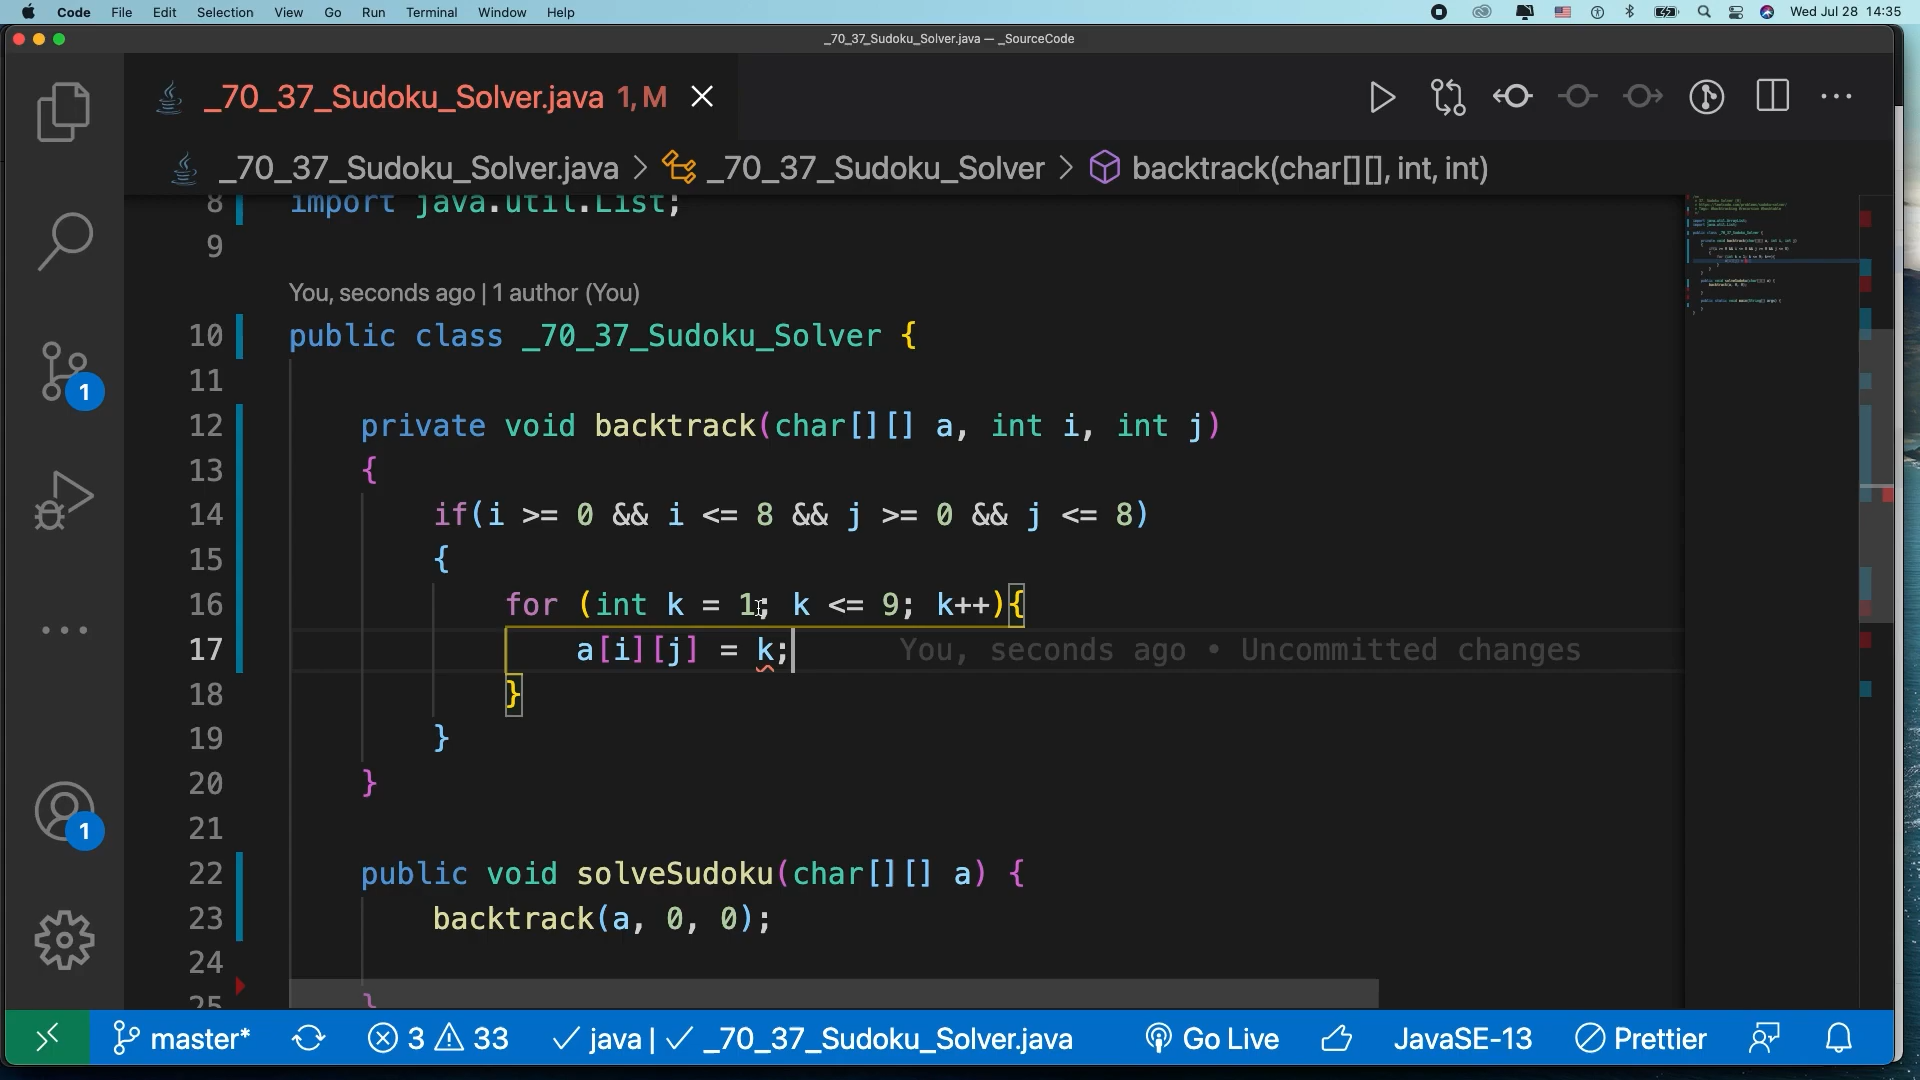 Code File Edit Selection View Go Run Terminal Window Help Wed Jul 28 14:35
_70_37_Sudoku_Solver.java — _SourceCode
_70_37_Sudoku_Solver.java 1, M
_70_37_Sudoku_Solver.java > _70_37_Sudoku_Solver > backtrack(char[][], int, int)
8 import java.util.List;
9
You, seconds ago | 1 author (You)
10 public class _70_37_Sudoku_Solver {
11
12 private void backtrack(char[][] a, int i, int j)
13 {
14 if(i >= 0 && i <= 8 && j >= 0 && j <= 8)
15 {
16 for (int k = 1; k <= 9; k++){
17 a[i][j] = k; You, seconds ago • Uncommitted changes
18 }
19 }
20 }
21
22 public void solveSudoku(char[][] a) {
23 backtrack(a, 0, 0);
24
25 }
1
1
master* 3 33 java | _70_37_Sudoku_Solver.java Go Live JavaSE-13 Prettier